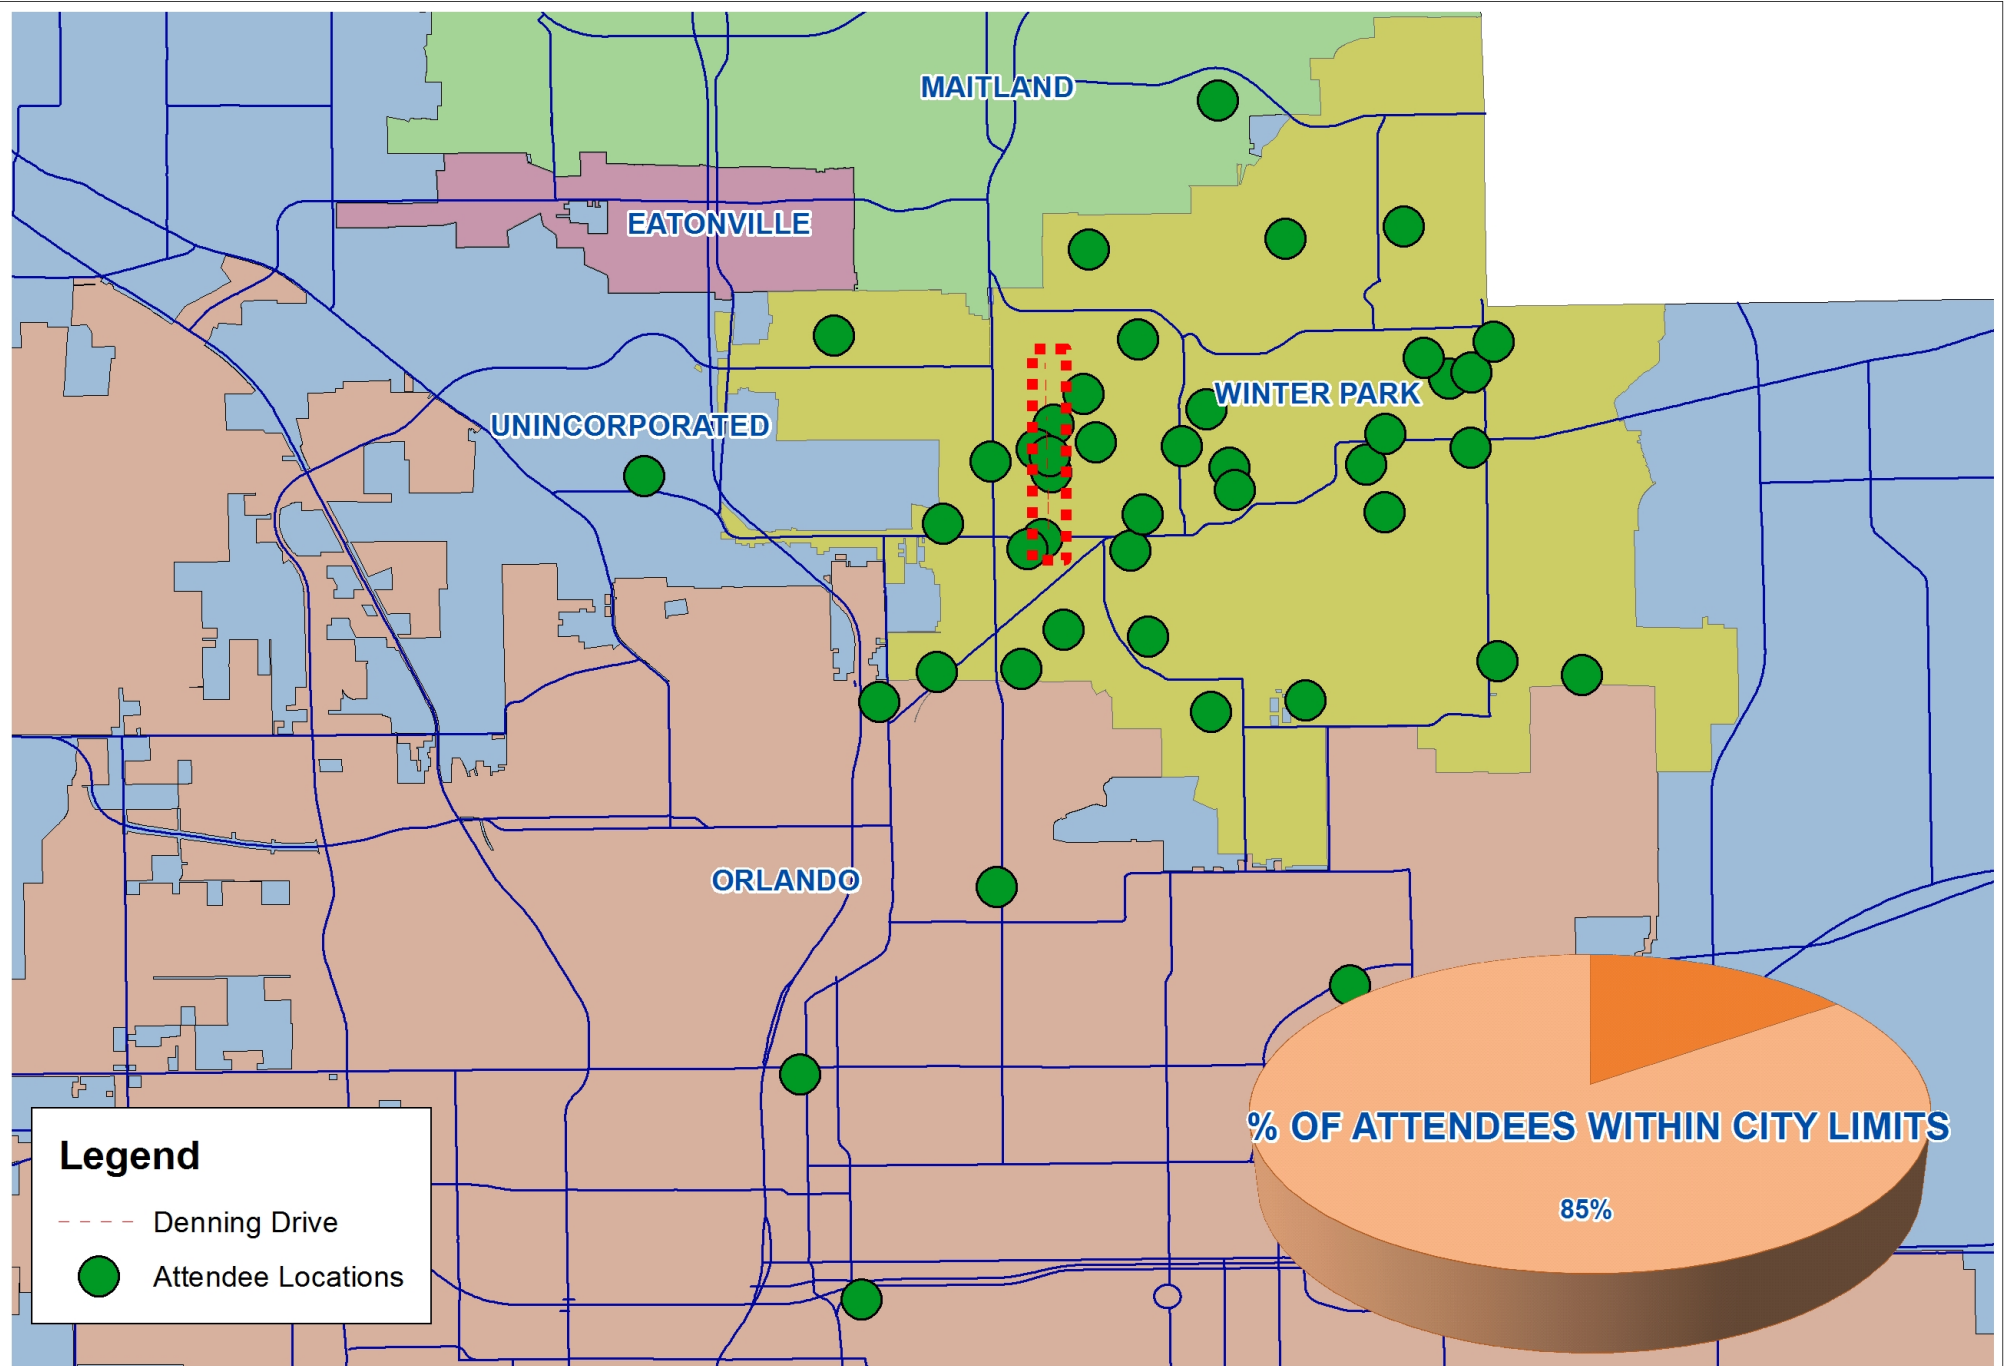 MAITLAND
EATONVILLE
WINTER PARK
UNINCORPORATED
ORLANDO
% OF ATTENDEES WITHIN CITY LIMITS
85%
Legend
Denning Drive
Attendee Locations